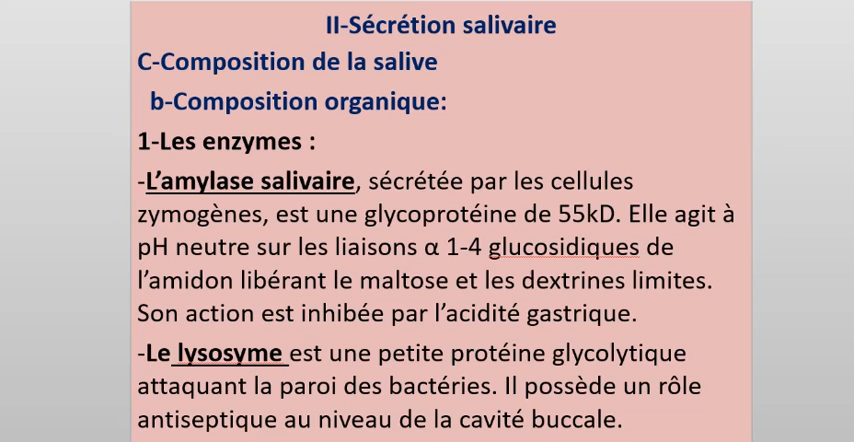 II-Sécrétion salivaire
C-Composition de la salive
b-Composition organique:
1-Les enzymes :
-L’amylase salivaire, sécrétée par les cellules
zymogènes, est une glycoprotéine de 55kD. Elle agit à
pH neutre sur les liaisons α 1-4 glucosidiques de
l’amidon libérant le maltose et les dextrines limites.
Son action est inhibée par l’acidité gastrique.
-Le lysosyme est une petite protéine glycolytique
attaquant la paroi des bactéries. Il possède un rôle
antiseptique au niveau de la cavité buccale.